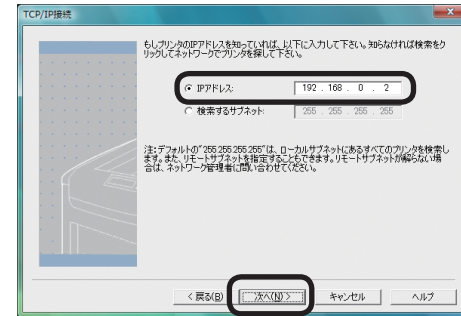 TCP/IP接続
もしプリンタのIPアドレスを知っていれば、以下に入力して下さい。知らなければ検索をク
リックしてネットワークでプリンタを探して下さい。
IPアドレス: 192 . 168 . 0 . 2
検索するサブネット: 255 . 255 . 255 . 255
注:デフォルトの"255.255.255.255"は、ローカルサブネットにあるすべてのプリンタを検索し
ます。また、リモートサブネットを指定することもできます。リモートサブネットが解らない場
合は、ネットワーク管理者に問い合わせてください。
< 戻る(B) 次へ(N) > キャンセル ヘルプ